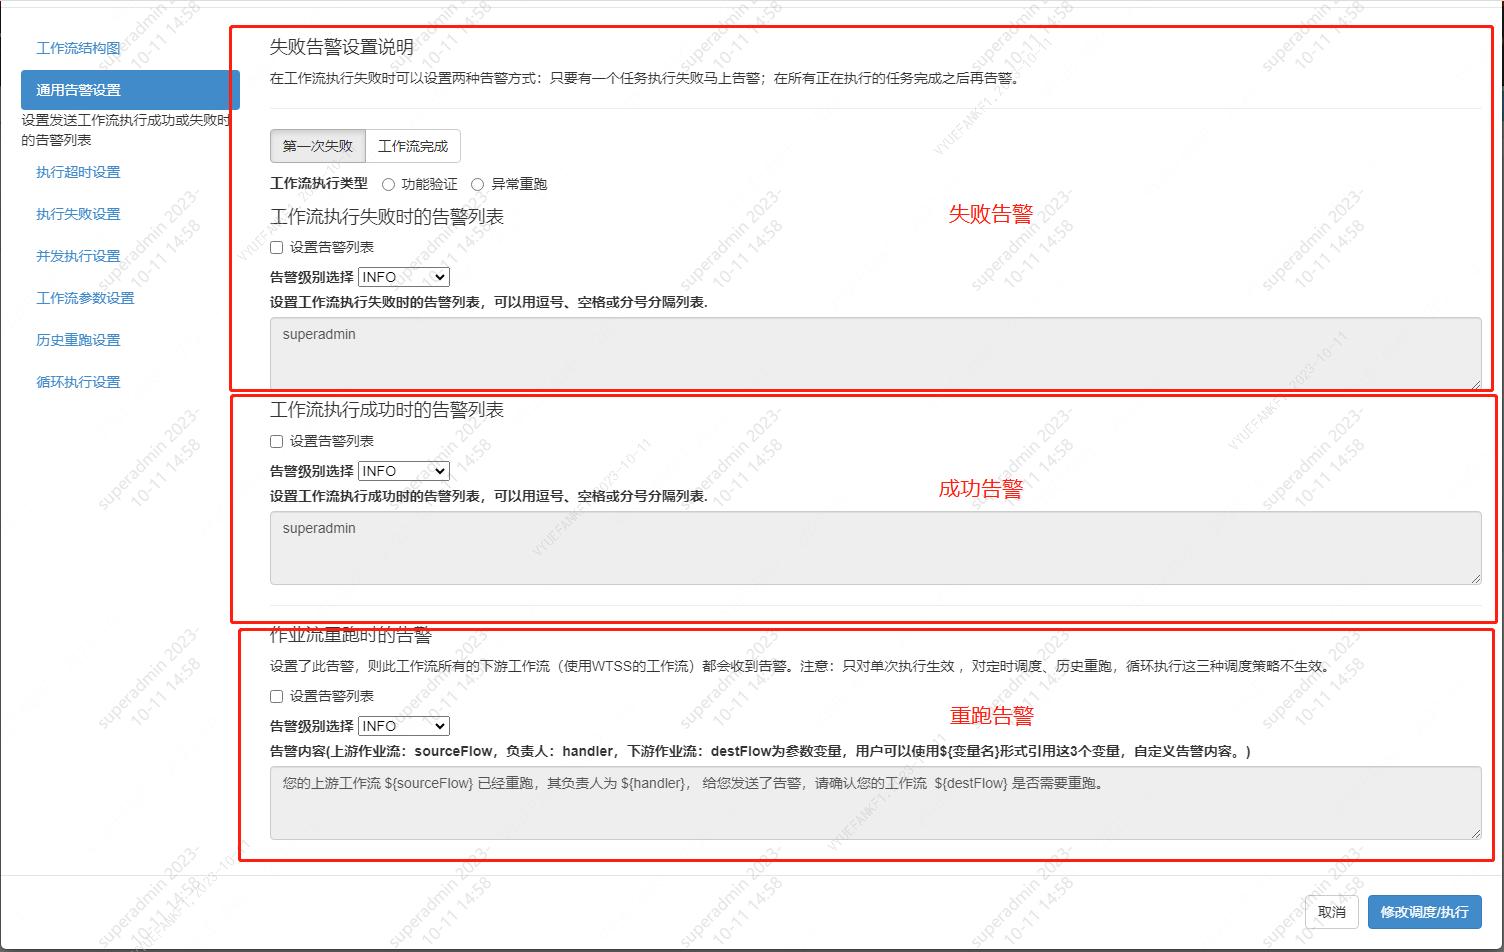 工作流结构图
通用告警设置
设置发送工作流执行成功或失败时
的告警列表
执行超时设置
执行失败设置
并发执行设置
工作流参数设置
历史重跑设置
循环执行设置
失败告警设置说明
在工作流执行失败时可以设置两种告警方式：只要有一个任务执行失败马上告警；在所有正在执行的任务完成之后再告警。
第一次失败 工作流完成
工作流执行类型 功能验证 异常重跑
工作流执行失败时的告警列表
失败告警
设置告警列表
告警级别选择 INFO
设置工作流执行失败时的告警列表，可以用逗号、空格或分号分隔列表.
superadmin
工作流执行成功时的告警列表
设置告警列表
告警级别选择 INFO
设置工作流执行成功时的告警列表，可以用逗号、空格或分号分隔列表.
成功告警
superadmin
作业流重跑时的告警
设置了此告警，则此工作流所有的下游工作流（使用WTSS的工作流）都会收到告警。注意：只对单次执行生效 ，对定时调度、历史重跑，循环执行这三种调度策略不生效。
设置告警列表
重跑告警
告警级别选择 INFO
告警内容(上游作业流：sourceFlow，负责人：handler，下游作业流：destFlow为参数变量，用户可以使用${变量名}形式引用这3个变量，自定义告警内容。)
您的上游工作流 ${sourceFlow} 已经重跑，其负责人为 ${handler}， 给您发送了告警，请确认您的工作流 ${destFlow} 是否需要重跑。
取消 修改调度/执行
superadmin 2023-
10-11 14:58
VYUEFANKF1, 2023-10-11